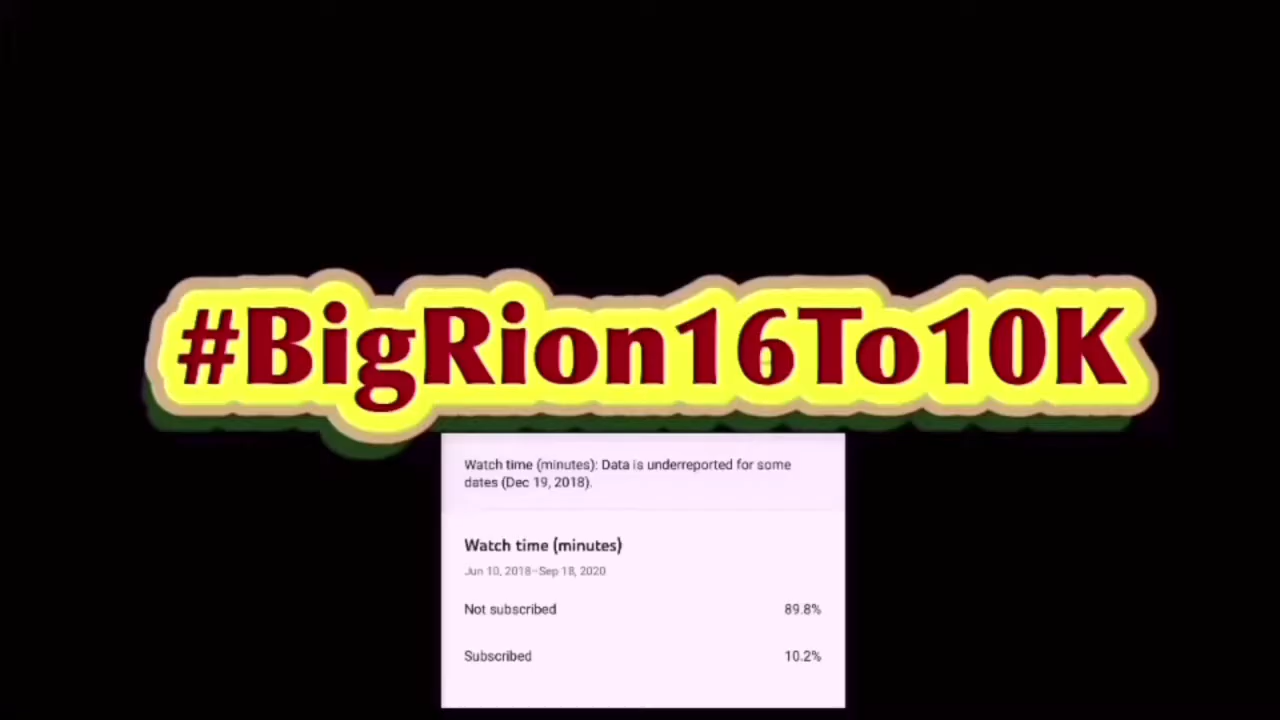 #BigRion16To10K
Watch time (minutes): Data is underreported for some
dates (Dec 19, 2018).
Watch time (minutes)
Jun 10, 2018–Sep 18, 2020
Not subscribed 89.8%
Subscribed 10.2%